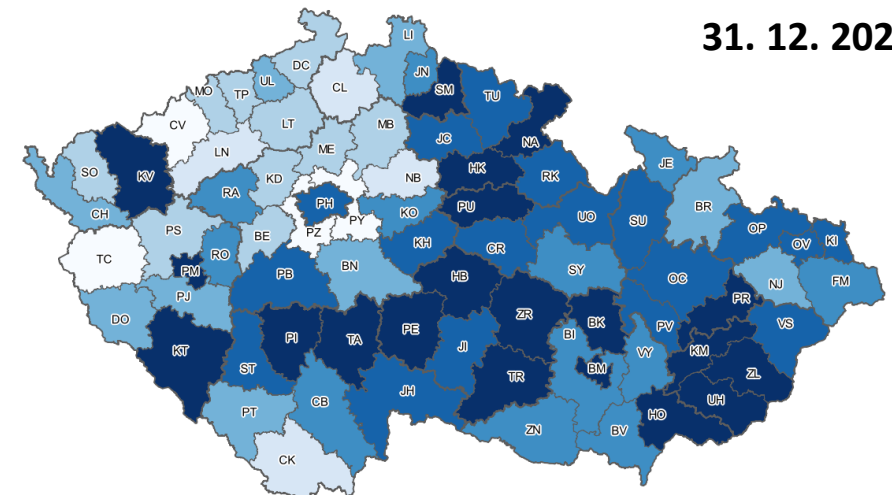 31. 12. 202
LI
DC
UL
JN
MO
TP
CL
SM
TU
CV
LT
MB
JC
NA
LN
ME
JE
SO
KV
HK
RK
KD
NB
RA
BR
PH
PU
CH
KO
UO
SU
PY
PS
BE
PZ
OP
KI
RO
KH
CR
OV
TC
BN
SY
PM
PB
HB
OC
FM
NJ
PJ
PR
DO
ZR
BK
PV
VS
PI
TA
PE
BI
JI
KT
KM
VY
ST
BM
TR
ZL
JH
CB
UH
PT
HO
ZN
BV
CK